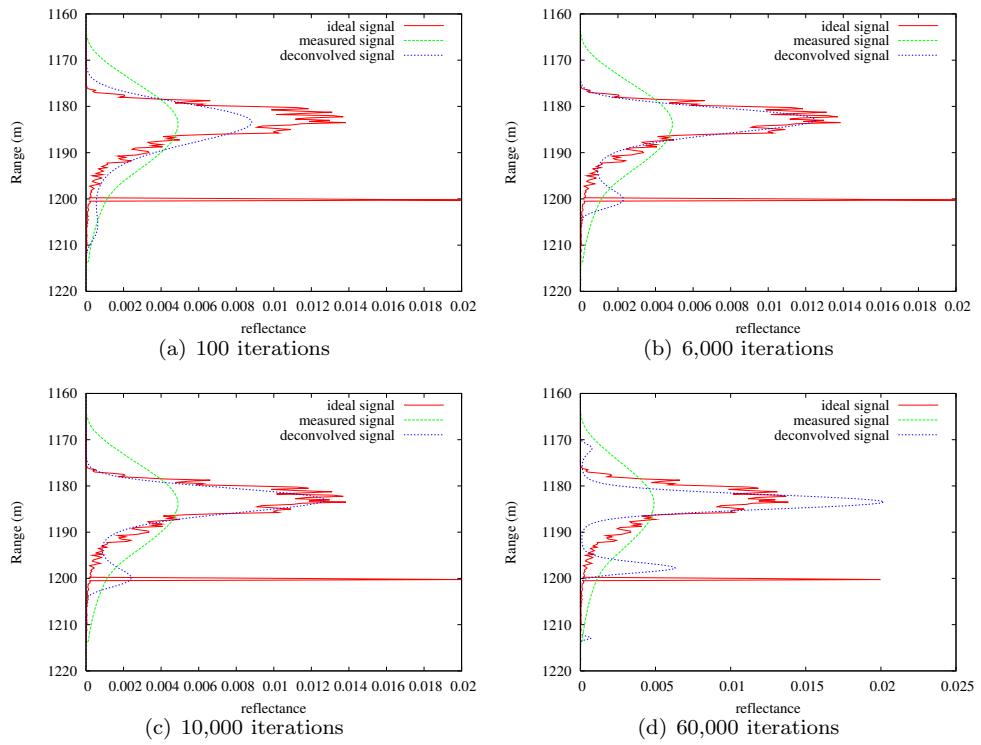 ideal signal
measured signal
deconvolved signal
1160
1170
1180
1190
1200
1210
1220
Range (m)
0 0.002 0.004 0.006 0.008 0.01 0.012 0.014 0.016 0.018 0.02
reflectance
(a) 100 iterations
ideal signal
measured signal
deconvolved signal
1160
1170
1180
1190
1200
1210
1220
Range (m)
0 0.002 0.004 0.006 0.008 0.01 0.012 0.014 0.016 0.018 0.02
reflectance
(b) 6,000 iterations
ideal signal
measured signal
deconvolved signal
1160
1170
1180
1190
1200
1210
1220
Range (m)
0 0.002 0.004 0.006 0.008 0.01 0.012 0.014 0.016 0.018 0.02
reflectance
(c) 10,000 iterations
ideal signal
measured signal
deconvolved signal
1160
1170
1180
1190
1200
1210
1220
Range (m)
0 0.005 0.01 0.015 0.02 0.025
reflectance
(d) 60,000 iterations